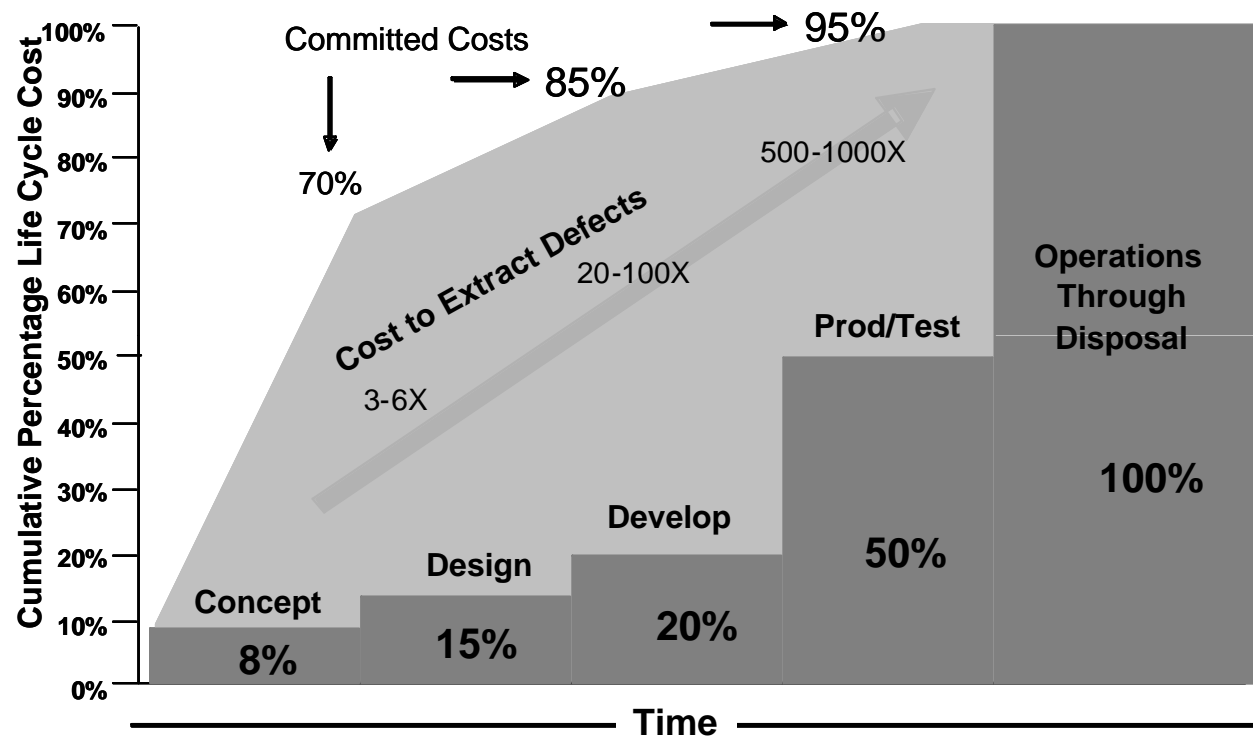 Cumulative Percentage Life Cycle Cost
100%
90%
80%
70%
60%
50%
40%
30%
20%
10%
0%
Committed Costs
70%
85%
95%
Cost to Extract Defects
3-6X
20-100X
500-1000X
Concept
8%
Design
15%
Develop
20%
Prod/Test
50%
Operations
Through
Disposal
100%
Time